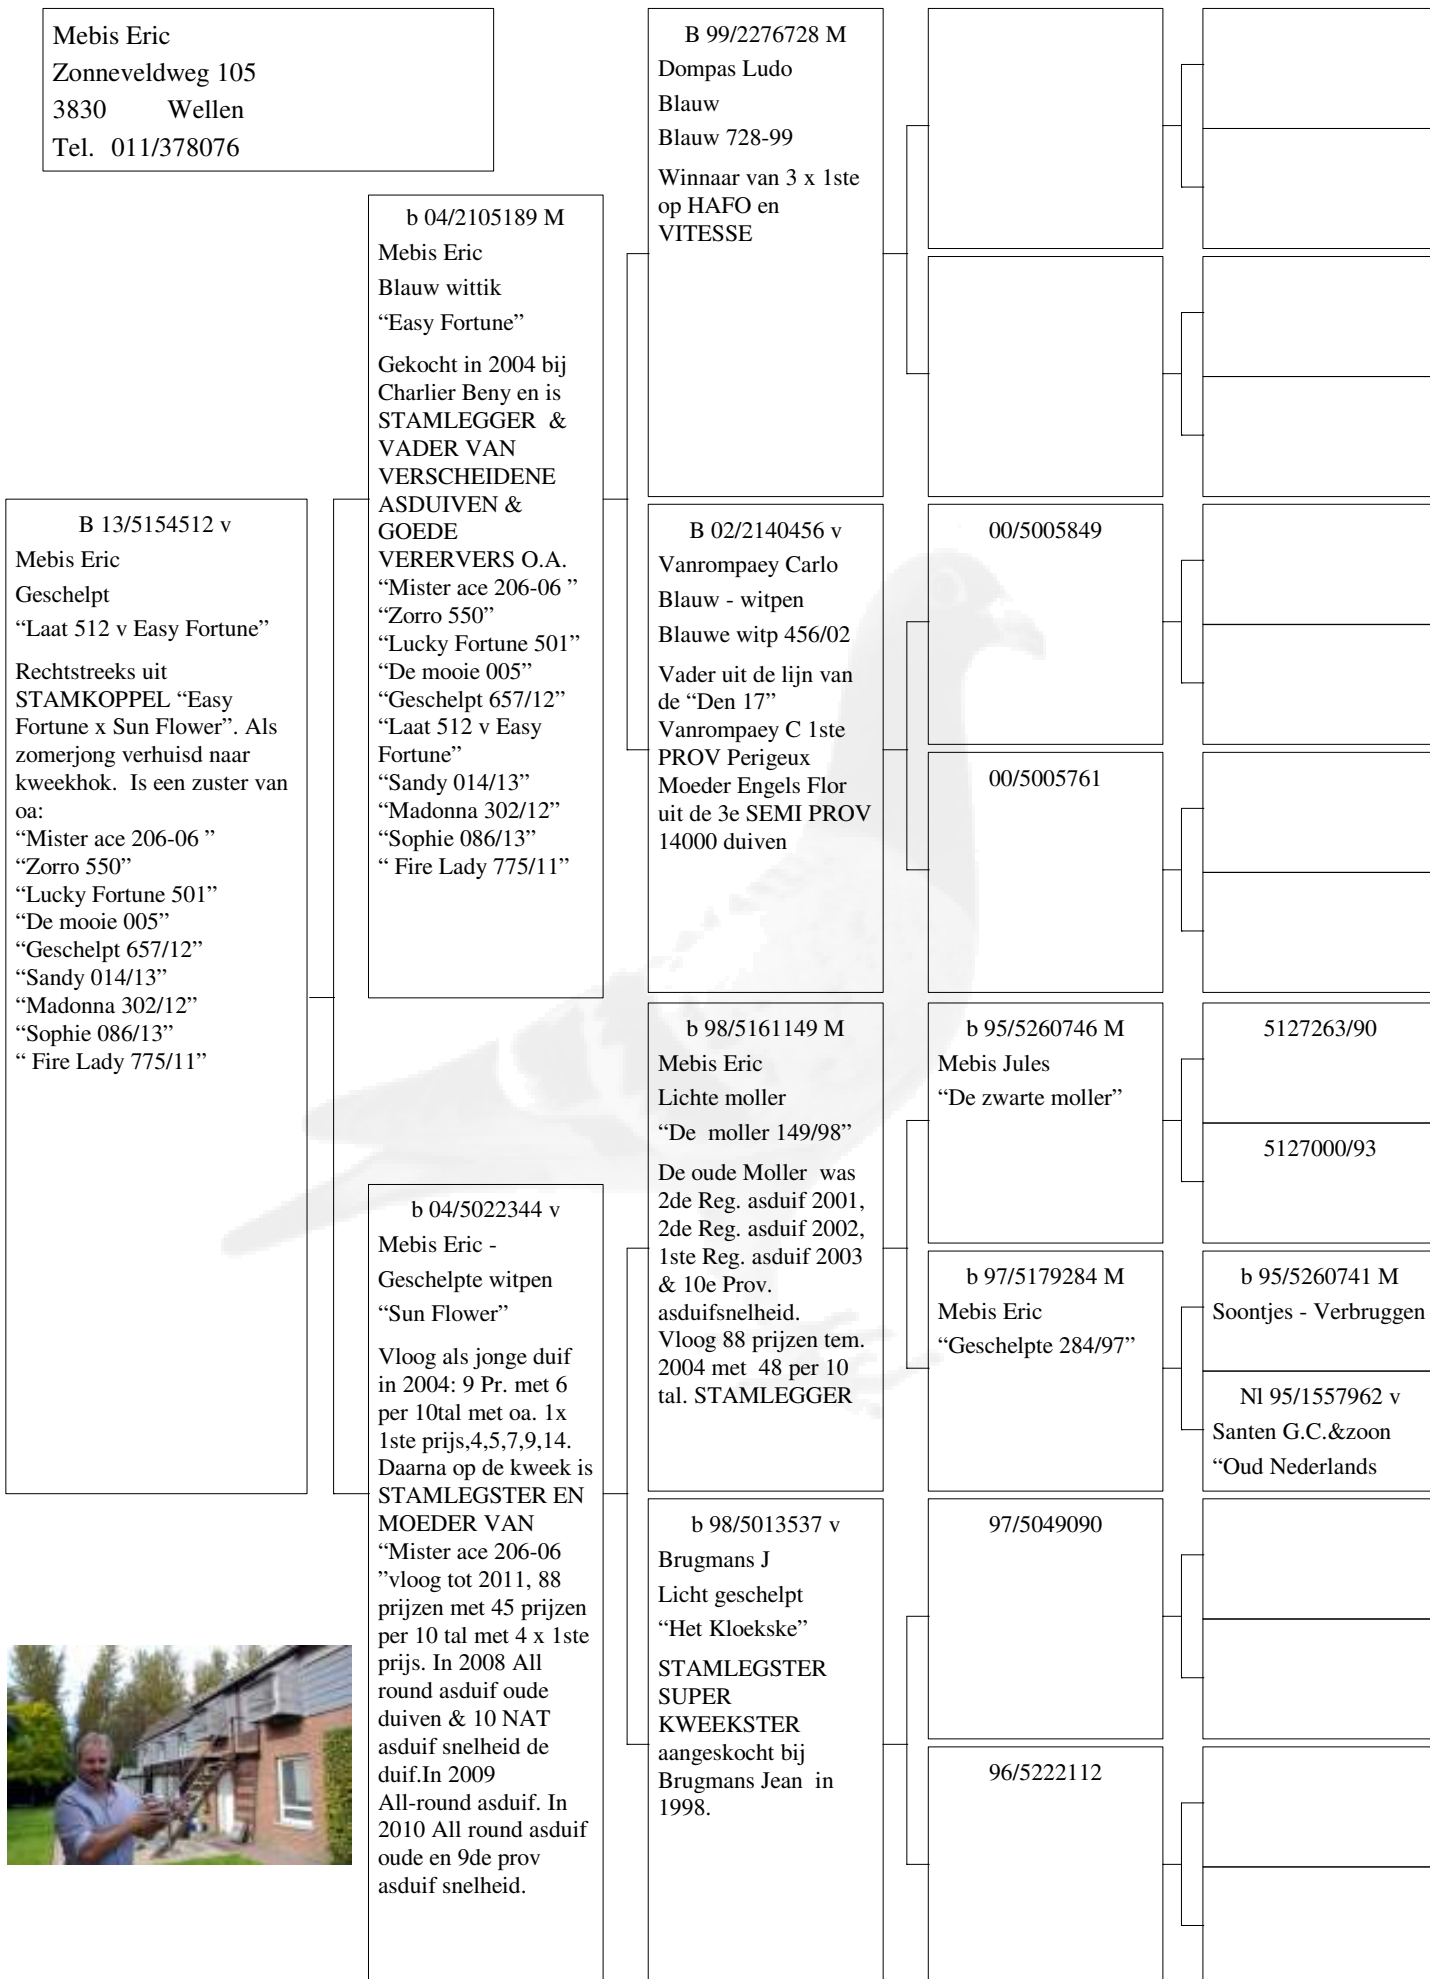 Mebis Eric
Zonneveldweg 105
3830 Wellen
Tel. 011/378076
B 13/5154512 v
Mebis Eric
Geschelpt
“Laat 512 v Easy Fortune”
Rechtstreeks uit
STAMKOPPEL “Easy
Fortune x Sun Flower”. Als
zomerjong verhuisd naar
kweekhok. Is een zuster van
oa:
“Mister ace 206-06 ”
“Zorro 550”
“Lucky Fortune 501”
“De mooie 005”
“Geschelpt 657/12”
“Sandy 014/13”
“Madonna 302/12”
“Sophie 086/13”
“ Fire Lady 775/11”
b 04/2105189 M
Mebis Eric
Blauw wittik
“Easy Fortune”
Gekocht in 2004 bij
Charlier Beny en is
STAMLEGGER &
VADER VAN
VERSCHEIDENE
ASDUIVEN &
GOEDE
VERERVERS O.A.
“Mister ace 206-06 ”
“Zorro 550”
“Lucky Fortune 501”
“De mooie 005”
“Geschelpt 657/12”
“Laat 512 v Easy
Fortune”
“Sandy 014/13”
“Madonna 302/12”
“Sophie 086/13”
“ Fire Lady 775/11”
b 04/5022344 v
Mebis Eric -
Geschelpte witpen
“Sun Flower”
Vloog als jonge duif
in 2004: 9 Pr. met 6
per 10tal met oa. 1x
1ste prijs,4,5,7,9,14.
Daarna op de kweek is
STAMLEGSTER EN
MOEDER VAN
“Mister ace 206-06
”vloog tot 2011, 88
prijzen met 45 prijzen
per 10 tal met 4 x 1ste
prijs. In 2008 All
round asduif oude
duiven & 10 NAT
asduif snelheid de
duif.In 2009
All-round asduif. In
2010 All round asduif
oude en 9de prov
asduif snelheid.
B 99/2276728 M
Dompas Ludo
Blauw
Blauw 728-99
Winnaar van 3 x 1ste
op HAFO en
VITESSE
B 02/2140456 v
Vanrompaey Carlo
Blauw - witpen
Blauwe witp 456/02
Vader uit de lijn van
de “Den 17”
Vanrompaey C 1ste
PROV Perigeux
Moeder Engels Flor
uit de 3e SEMI PROV
14000 duiven
b 98/5161149 M
Mebis Eric
Lichte moller
“De moller 149/98”
De oude Moller was
2de Reg. asduif 2001,
2de Reg. asduif 2002,
1ste Reg. asduif 2003
& 10e Prov.
asduifsnelheid.
Vloog 88 prijzen tem.
2004 met 48 per 10
tal. STAMLEGGER
b 98/5013537 v
Brugmans J
Licht geschelpt
“Het Kloekske”
STAMLEGSTER
SUPER
KWEEKSTER
aangeskocht bij
Brugmans Jean in
1998.
00/5005849
00/5005761
b 95/5260746 M
Mebis Jules
“De zwarte moller”
b 97/5179284 M
Mebis Eric
“Geschelpte 284/97”
97/5049090
96/5222112
5127263/90
5127000/93
b 95/5260741 M
Soontjes - Verbruggen
Nl 95/1557962 v
Santen G.C.&zoon
“Oud Nederlands